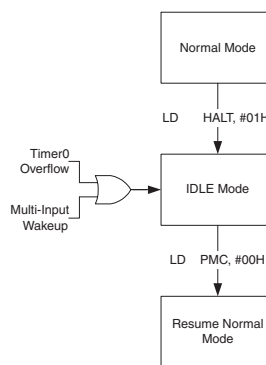 Normal Mode
LD HALT, #01H
Timer0
Overflow
Multi-Input
Wakeup
IDLE Mode
LD PMC, #00H
Resume Normal
Mode